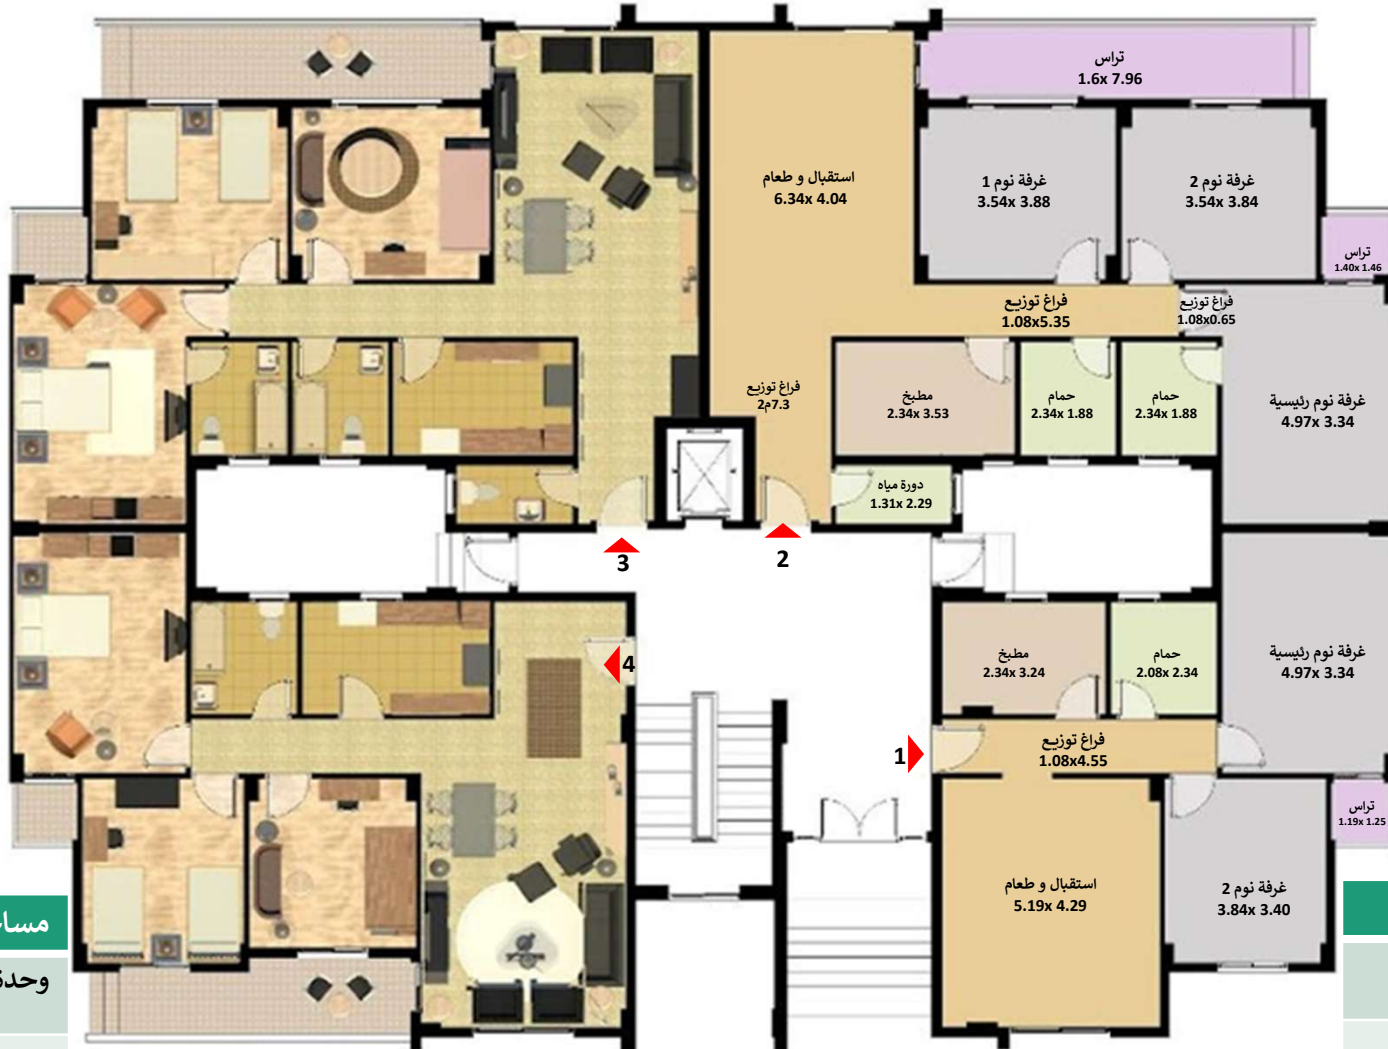 تراس
1.6x 7.96
استقبال و طعام
6.34x 4.04
غرفة نوم 1
3.54x 3.88
غرفة نوم 2
3.54x 3.84
تراس
1.40x 1.46
فراغ توزيع
1.08x5.35
فراغ توزيع
1.08x0.65
فراغ توزيع
7.3م2
مطبخ
2.34x 3.53
حمام
2.34x 1.88
حمام
2.34x 1.88
غرفة نوم رئيسية
4.97x 3.34
دورة مياه
1.31x 2.29
3
2
مطبخ
2.34x 3.24
حمام
2.08x 2.34
غرفة نوم رئيسية
4.97x 3.34
4
1
فراغ توزيع
1.08x4.55
تراس
1.19x 1.25
استقبال و طعام
5.19x 4.29
غرفة نوم 2
3.84x 3.40